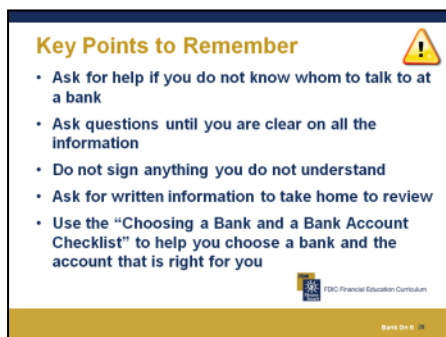 Key Points to Remember
• Ask for help if you do not know whom to talk to at
a bank
• Ask questions until you are clear on all the
information
• Do not sign anything you do not understand
• Ask for written information to take home to review
• Use the “Choosing a Bank and a Bank Account
Checklist” to help you choose a bank and the
account that is right for you
FDIC Financial Education Curriculum
Bank On It